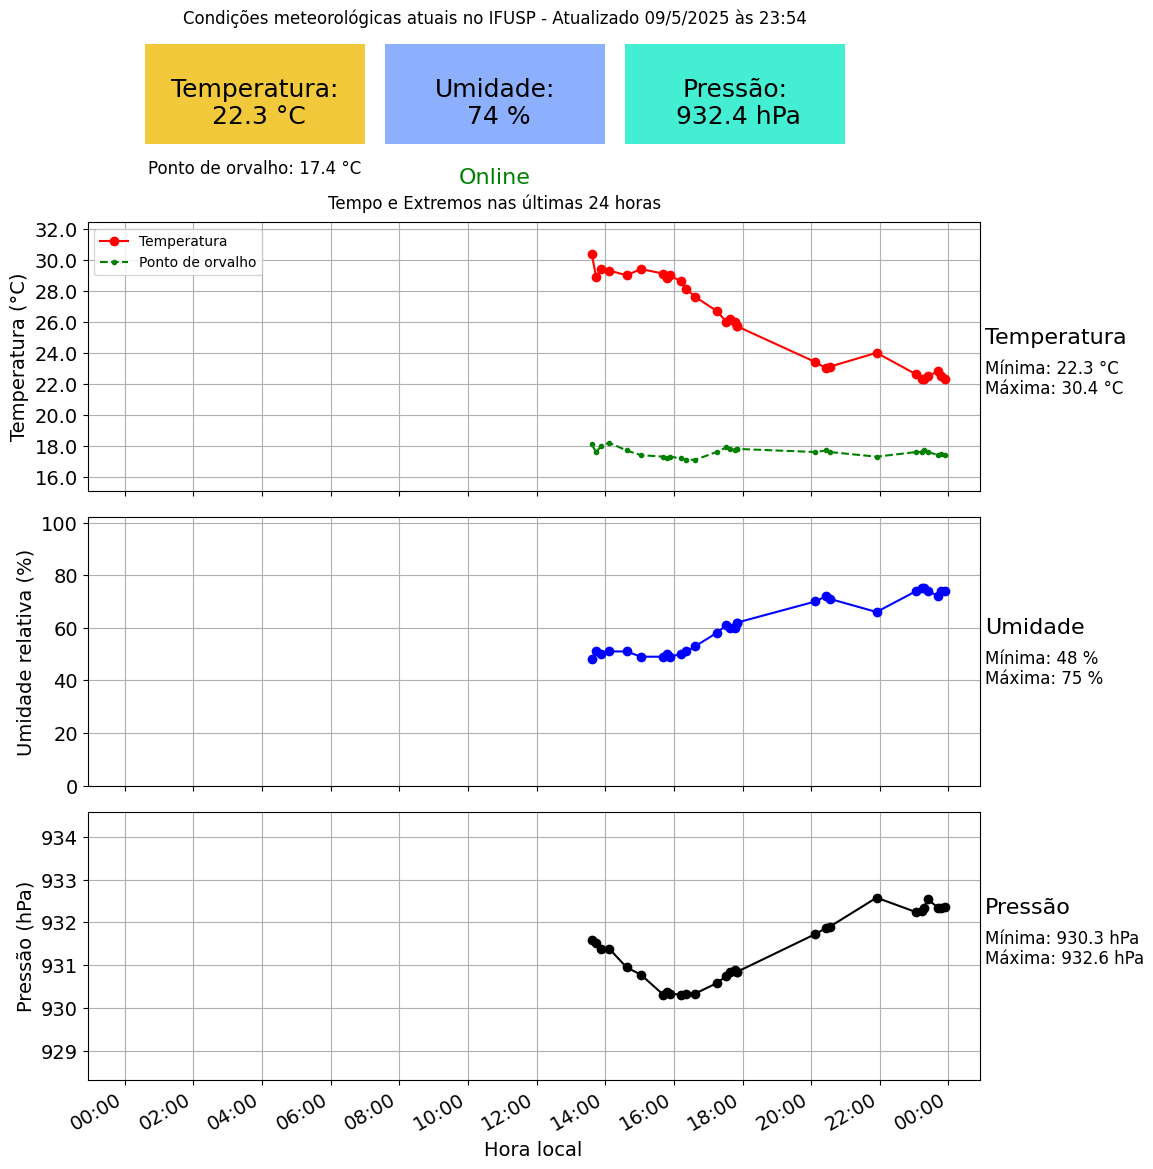 Condições meteorológicas atuais no IFUSP - Atualizado 09/5/2025 às 23:54
Temperatura:
22.3 °C
Umidade:
74 %
Pressão:
932.4 hPa
Ponto de orvalho: 17.4 °C
Online
Tempo e Extremos nas últimas 24 horas
Temperatura (°C)
32.0
30.0
28.0
26.0
24.0
22.0
20.0
18.0
16.0
Temperatura
Ponto de orvalho
Temperatura
Mínima: 22.3 °C
Máxima: 30.4 °C
Umidade relativa (%)
100
80
60
40
20
0
Umidade
Mínima: 48 %
Máxima: 75 %
Pressão (hPa)
934
933
932
931
930
929
Pressão
Mínima: 930.3 hPa
Máxima: 932.6 hPa
00:00 02:00 04:00 06:00 08:00 10:00 12:00 14:00 16:00 18:00 20:00 22:00 00:00
Hora local